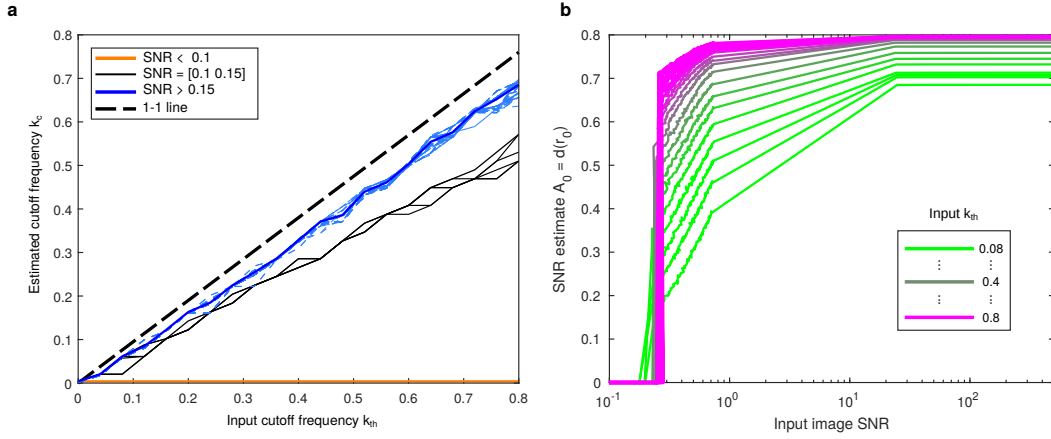 a
SNR < 0.1
SNR = [0.1 0.15]
SNR > 0.15
1-1 line
Estimated cutoff frequency k_c
0.8
0.7
0.6
0.5
0.4
0.3
0.2
0.1
0
0 0.1 0.2 0.3 0.4 0.5 0.6 0.7 0.8
Input cutoff frequency k_th
b
SNR estimate A_0 = d(r_0)
0.8
0.7
0.6
0.5
0.4
0.3
0.2
0.1
0
Input k_th
0.08
⋮ ⋮
0.4
⋮ ⋮
0.8
10^-1 10^0 10^1 10^2
Input image SNR